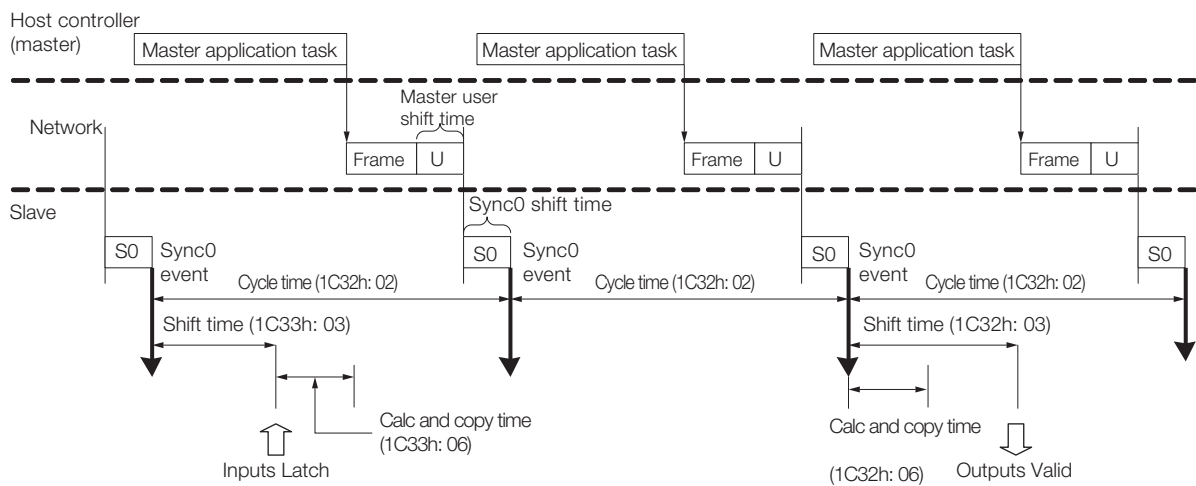 Host controller
(master)
Master application task
Master application task
Master application task
Master user
shift time
Network
Frame
U
Frame
U
Frame
U
Slave
Sync0 shift time
S0
Sync0
event
S0
Sync0
event
S0
Sync0
event
S0
Cycle time (1C32h: 02)
Cycle time (1C32h: 02)
Cycle time (1C32h: 02)
Shift time (1C33h: 03)
Shift time (1C32h: 03)
Calc and copy time
(1C33h: 06)
Inputs Latch
Calc and copy time
(1C32h: 06)
Outputs Valid